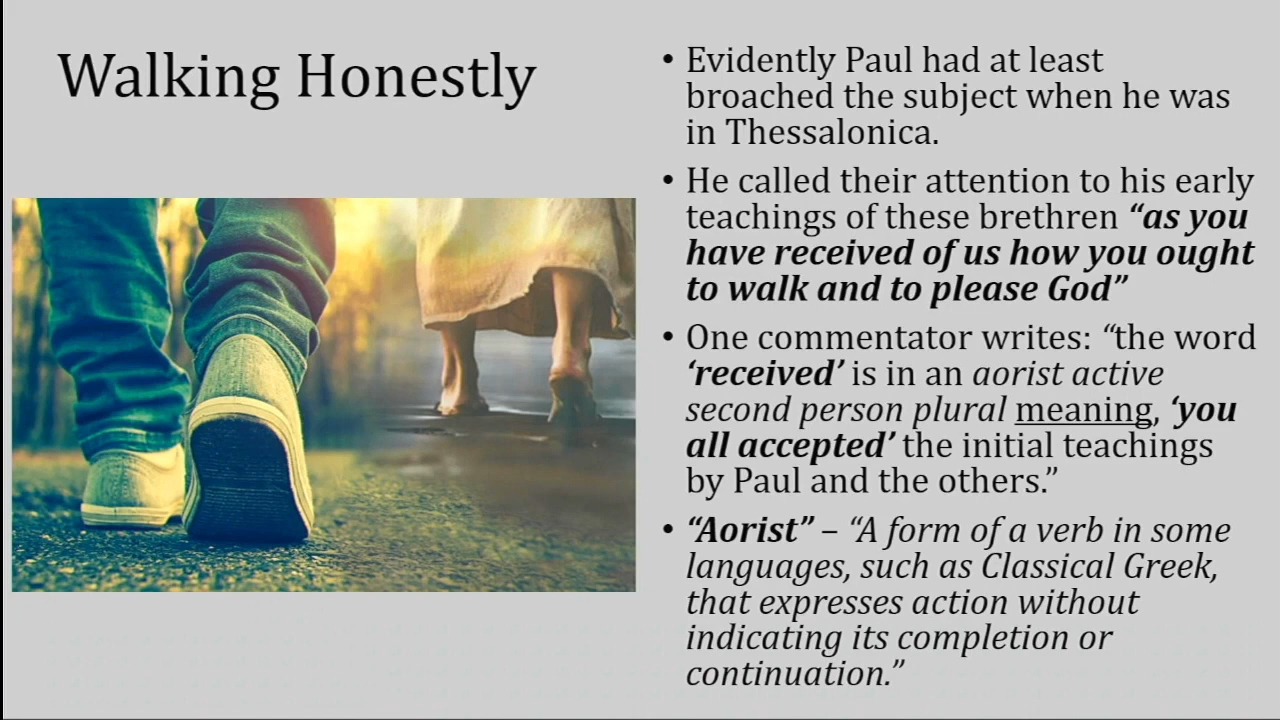 Walking Honestly
• Evidently Paul had at least
broached the subject when he was
in Thessalonica.
• He called their attention to his early
teachings of these brethren “as you
have received of us how you ought
to walk and to please God”
• One commentator writes: “the word
‘received’ is in an aorist active
second person plural meaning, ‘you
all accepted’ the initial teachings
by Paul and the others.”
• “Aorist” – “A form of a verb in some
languages, such as Classical Greek,
that expresses action without
indicating its completion or
continuation.”